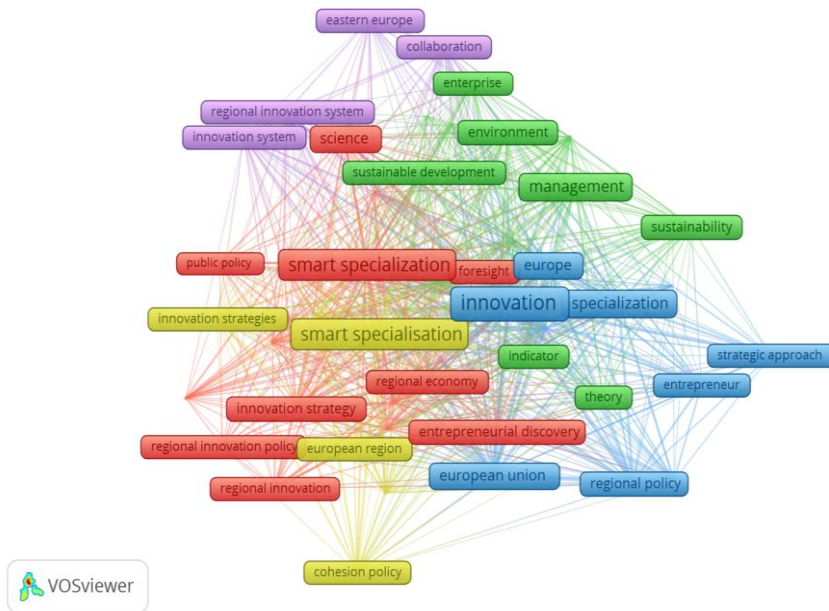 eastern europe
collaboration
enterprise
regional innovation system
innovation system
science
environment
sustainable development
management
sustainability
public policy
smart specialization
foresight
europe
innovation
specialization
innovation strategies
smart specialisation
indicator
strategic approach
regional economy
entrepreneur
theory
innovation strategy
entrepreneurial discovery
regional innovation policy
european region
european union
regional policy
regional innovation
cohesion policy
VOSviewer